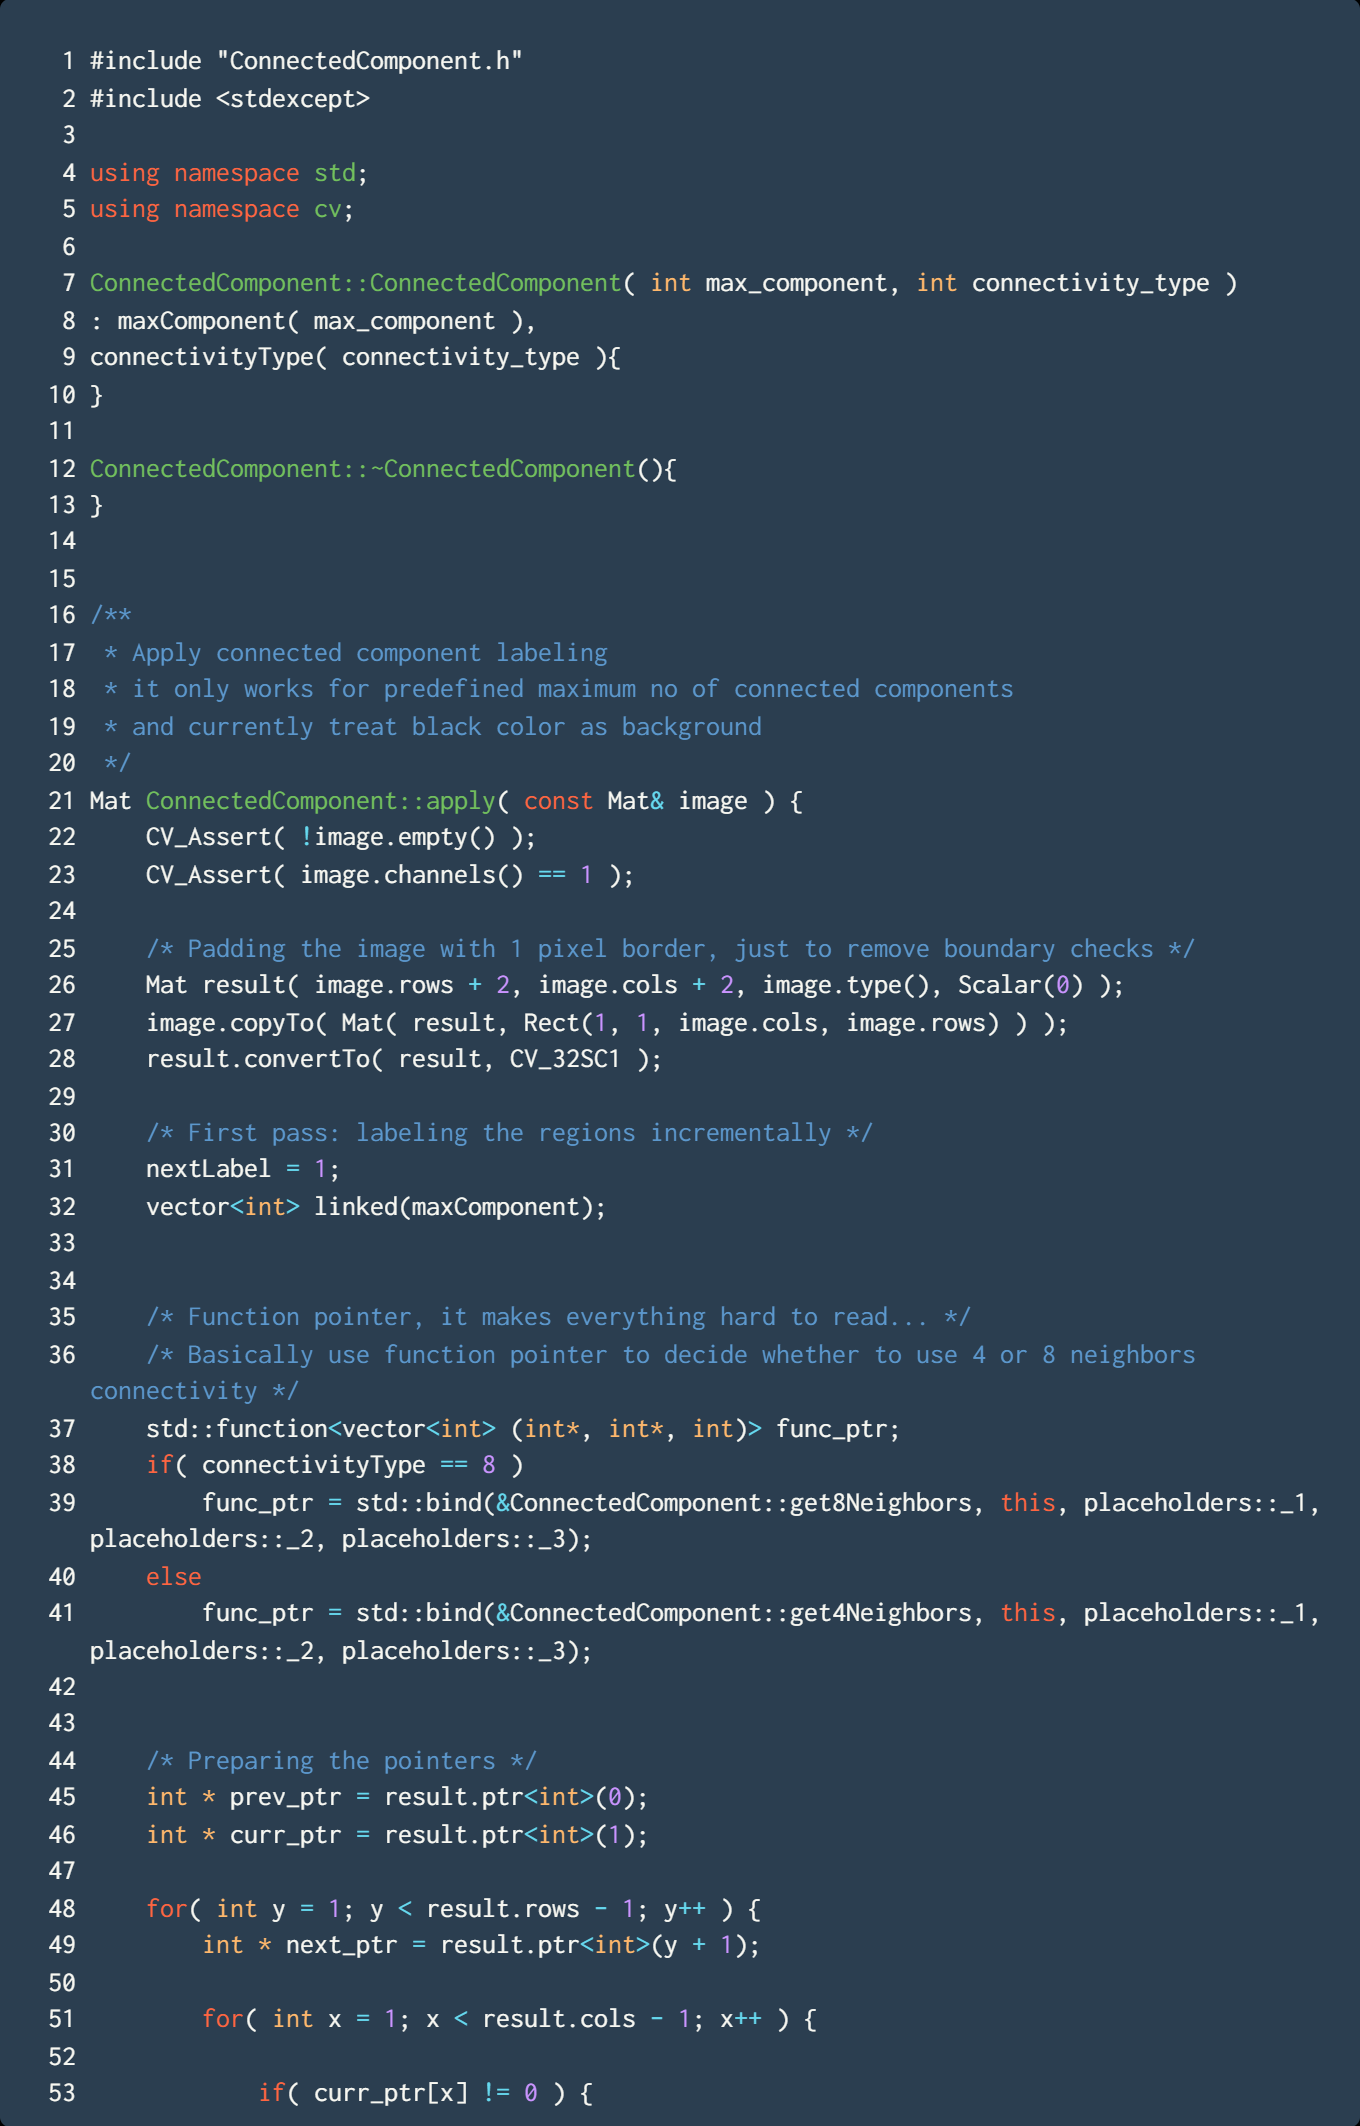 1 #include "ConnectedComponent.h"
2 #include <stdexcept>
3
4 using namespace std;
5 using namespace cv;
6
7 ConnectedComponent::ConnectedComponent( int max_component, int connectivity_type )
8 : maxComponent( max_component ),
9 connectivityType( connectivity_type ){
10 }
11
12 ConnectedComponent::~ConnectedComponent(){
13 }
14
15
16 /**
17  * Apply connected component labeling
18  * it only works for predefined maximum no of connected components
19  * and currently treat black color as background
20  */
21 Mat ConnectedComponent::apply( const Mat& image ) {
22     CV_Assert( !image.empty() );
23     CV_Assert( image.channels() == 1 );
24
25     /* Padding the image with 1 pixel border, just to remove boundary checks */
26     Mat result( image.rows + 2, image.cols + 2, image.type(), Scalar(0) );
27     image.copyTo( Mat( result, Rect(1, 1, image.cols, image.rows) ) );
28     result.convertTo( result, CV_32SC1 );
29
30     /* First pass: labeling the regions incrementally */
31     nextLabel = 1;
32     vector<int> linked(maxComponent);
33
34
35     /* Function pointer, it makes everything hard to read... */
36     /* Basically use function pointer to decide whether to use 4 or 8 neighbors
connectivity */
37     std::function<vector<int> (int*, int*, int)> func_ptr;
38     if( connectivityType == 8 )
39         func_ptr = std::bind(&ConnectedComponent::get8Neighbors, this, placeholders::_1,
placeholders::_2, placeholders::_3);
40     else
41         func_ptr = std::bind(&ConnectedComponent::get4Neighbors, this, placeholders::_1,
placeholders::_2, placeholders::_3);
42
43
44     /* Preparing the pointers */
45     int * prev_ptr = result.ptr<int>(0);
46     int * curr_ptr = result.ptr<int>(1);
47
48     for( int y = 1; y < result.rows - 1; y++ ) {
49         int * next_ptr = result.ptr<int>(y + 1);
50
51         for( int x = 1; x < result.cols - 1; x++ ) {
52
53             if( curr_ptr[x] != 0 ) {